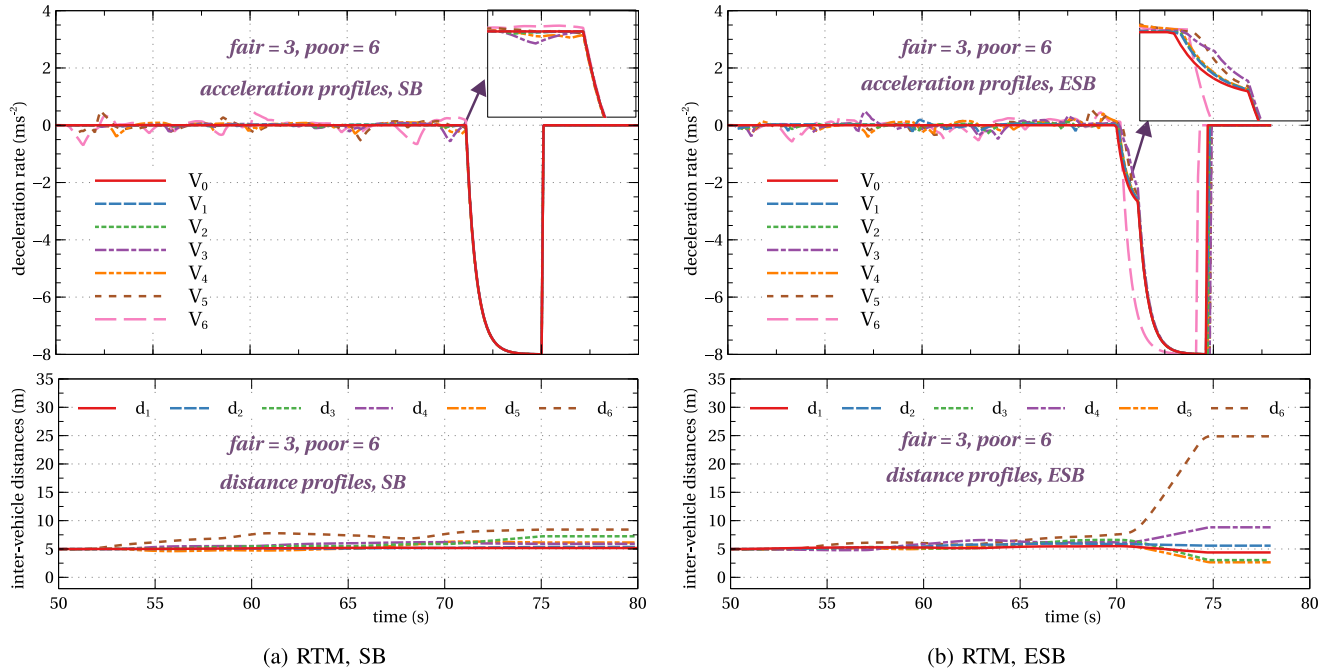 fair = 3, poor = 6
acceleration profiles, SB
deceleration rate (ms⁻²)
4
2
0
−2
−4
−6
−8
V₀
V₁
V₂
V₃
V₄
V₅
V₆
fair = 3, poor = 6
acceleration profiles, ESB
deceleration rate (ms⁻²)
4
2
0
−2
−4
−6
−8
V₀
V₁
V₂
V₃
V₄
V₅
V₆
inter-vehicle distances (m)
35
30
25
20
15
10
5
0
d₁ d₂ d₃ d₄ d₅ d₆
fair = 3, poor = 6
distance profiles, SB
50 55 60 65 70 75 80
time (s)
inter-vehicle distances (m)
35
30
25
20
15
10
5
0
d₁ d₂ d₃ d₄ d₅ d₆
fair = 3, poor = 6
distance profiles, ESB
50 55 60 65 70 75 80
time (s)
(a) RTM, SB
(b) RTM, ESB